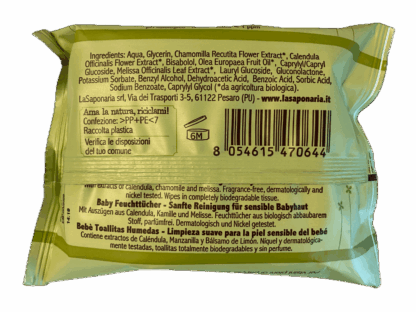 Ingredients: Aqua, Glycerin, Chamomilla Recutita Flower Extract*, Calendula
Officinalis Flower Extract*, Bisabolol, Olea Europaea Fruit Oil*, Caprylyl/Capryl
Glucoside, Melissa Officinalis Leaf Extract*, Lauryl Glucoside, Gluconolactone,
Potassium Sorbate, Benzyl Alcohol, Dehydroacetic Acid, Benzoic Acid, Sorbic Acid,
Sodium Benzoate, Caprylyl Glycol (*da agricoltura biologica).
LaSaponaria srl, Via dei Trasporti 3-5, 61122 Pesaro (PU) - www.lasaponaria.it
Ama la natura, riciclami!
Confezione: >PP+PE<7
Raccolta plastica
Verifica le disposizioni
del tuo comune
6M
8 054615 470644
with extracts of calendula, chamomile and melissa. Fragrance-free, dermatologically and
nickel tested. Wipes in completely biodegradable tissue.
Baby Feuchttücher - Sanfte Reinigung für sensible Babyhaut
Mit Auszügen aus Calendula, Kamille und Melisse. Feuchttücher aus biologisch abbaubarem
Stoff, parfümfrei. Dermatologisch und Nickel getestet.
Bebé Toallitas Humedas - Limpieza suave para la piel sensible del bebé
Contiene extractos de Caléndula, Manzanilla y Bálsamo de Limón. Niquel y dermatológica-
mente testadas, toallitas totalmente biodegradables y sin perfume.